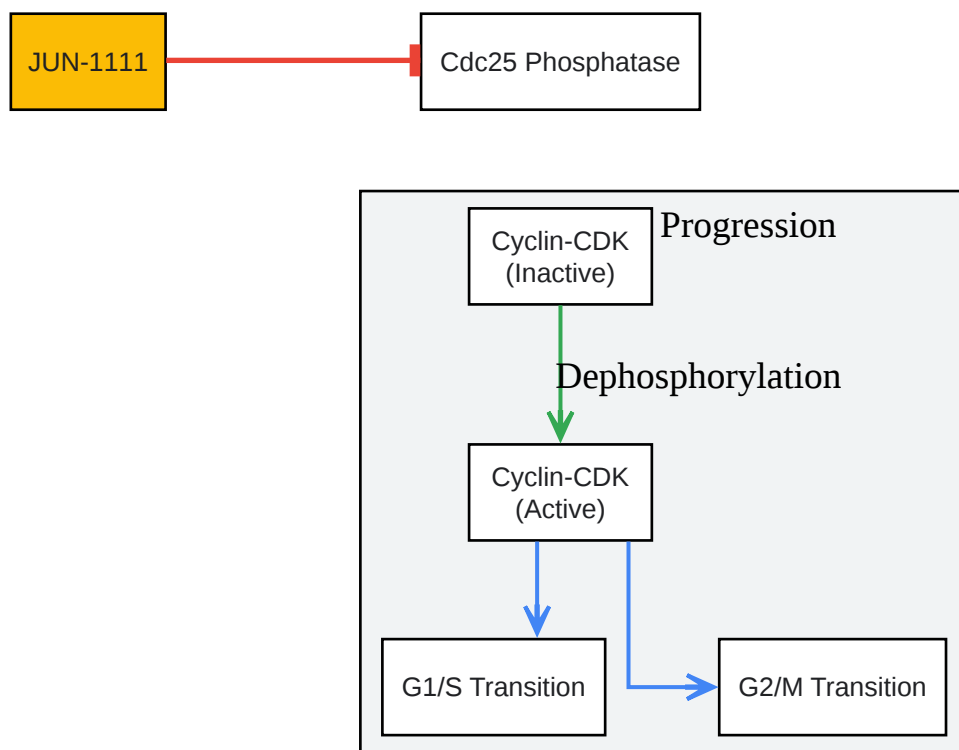 JUN-1111
Cdc25 Phosphatase
Progression
Cyclin-CDK
(Inactive)
Dephosphorylation
Cyclin-CDK
(Active)
G1/S Transition
G2/M Transition